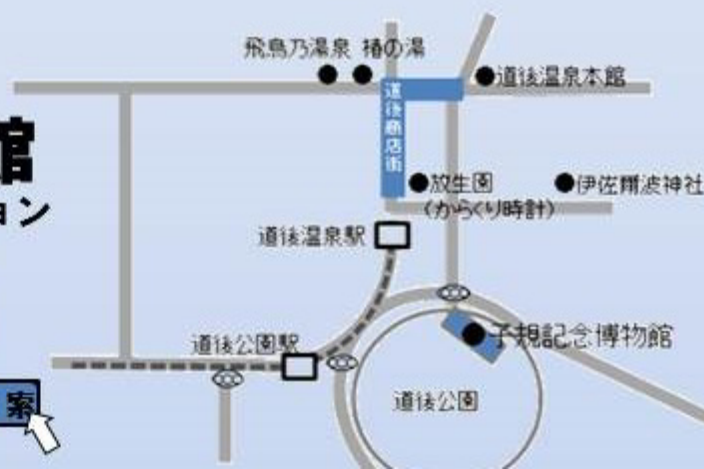 飛鳥乃湯泉 椿の湯
道後温泉本館
道後商店街
館
ョン
放生園
(からくり時計)
伊佐爾波神社
道後温泉駅
道後公園駅
子規記念博物館
道後公園
索